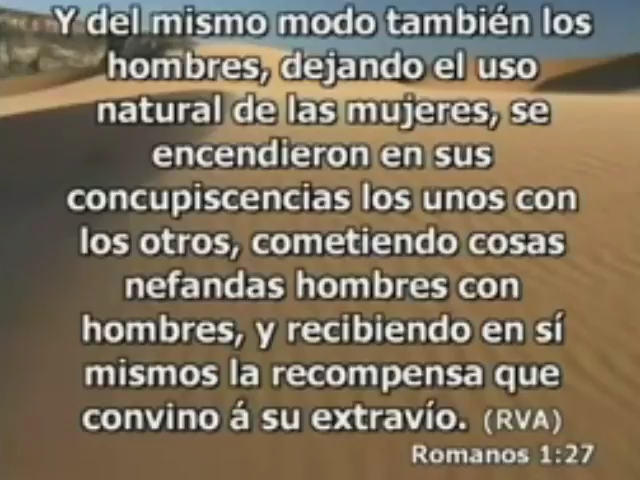 Y del mismo modo también los
hombres, dejando el uso
natural de las mujeres, se
encendieron en sus
concupiscencias los unos con
los otros, cometiendo cosas
nefandas hombres con
hombres, y recibiendo en sí
mismos la recompensa que
convino á su extravío. (RVA)
Romanos 1:27